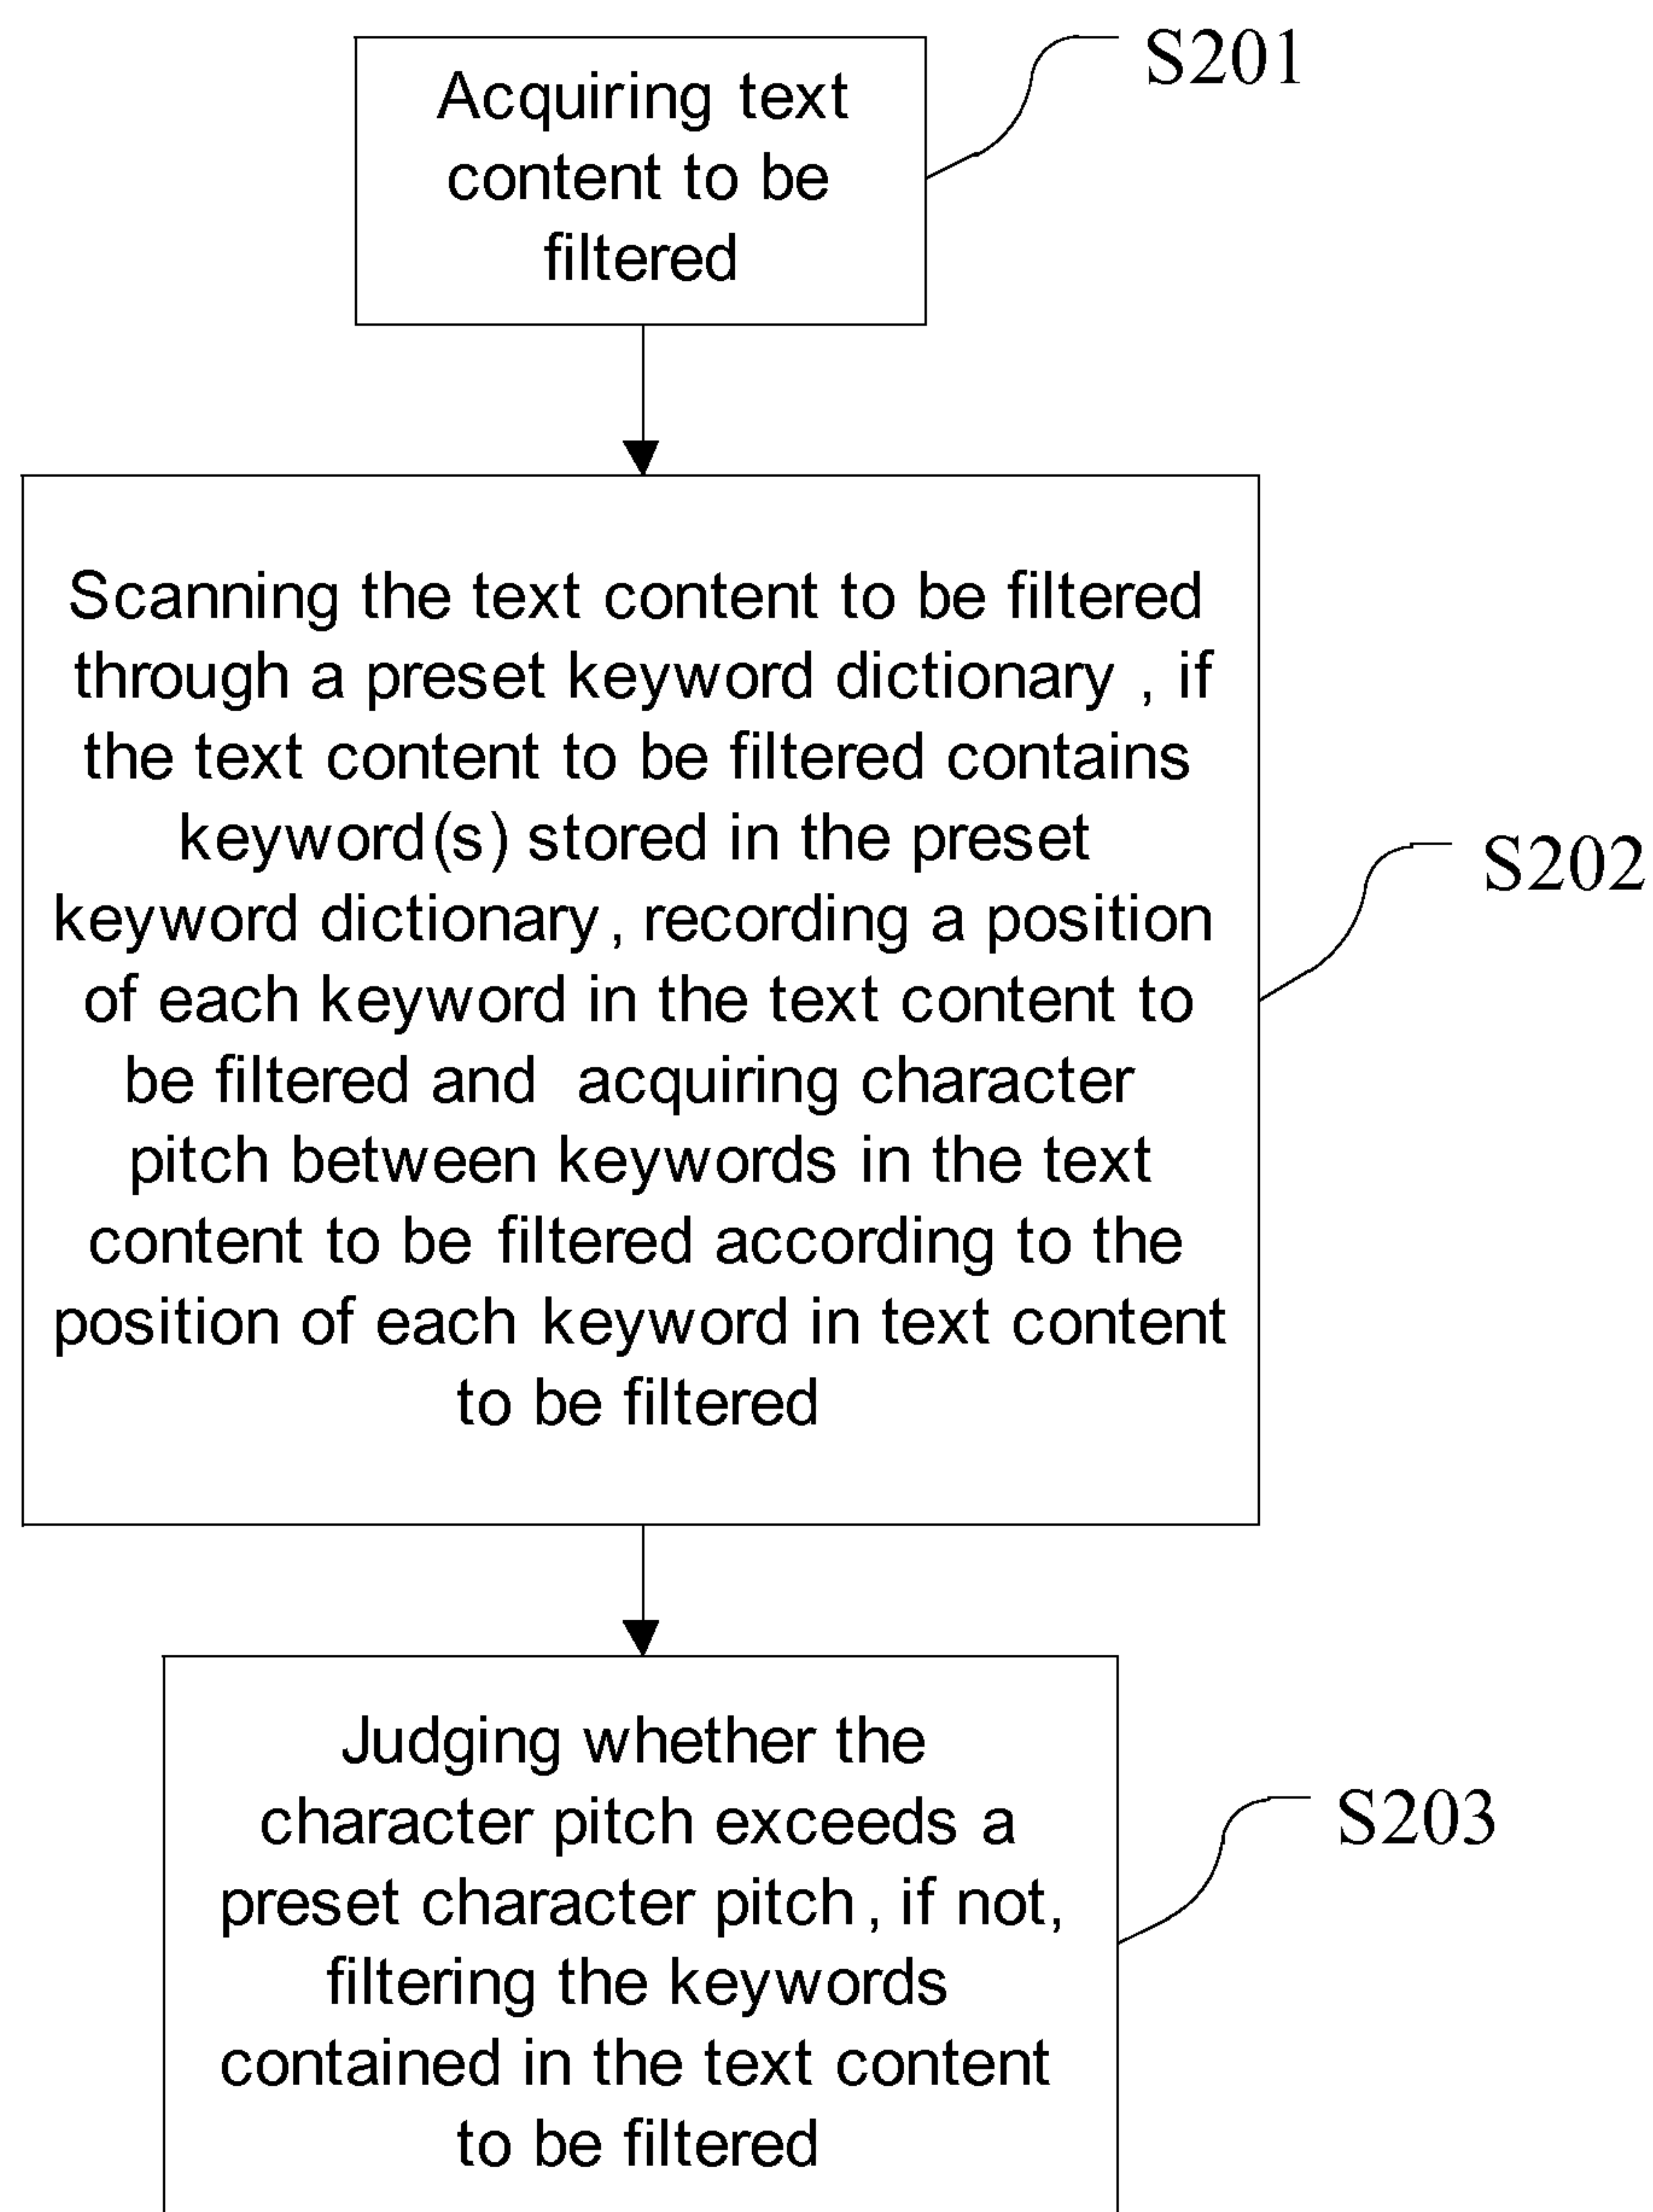 Acquiring text
content to be
filtered
S201
Scanning the text content to be filtered
through a preset keyword dictionary , if
the text content to be filtered contains
keyword(s) stored in the preset
keyword dictionary, recording a position
of each keyword in the text content to
be filtered and acquiring character
pitch between keywords in the text
content to be filtered according to the
position of each keyword in text content
to be filtered
S202
Judging whether the
character pitch exceeds a
preset character pitch, if not,
filtering the keywords
contained in the text content
to be filtered
S203